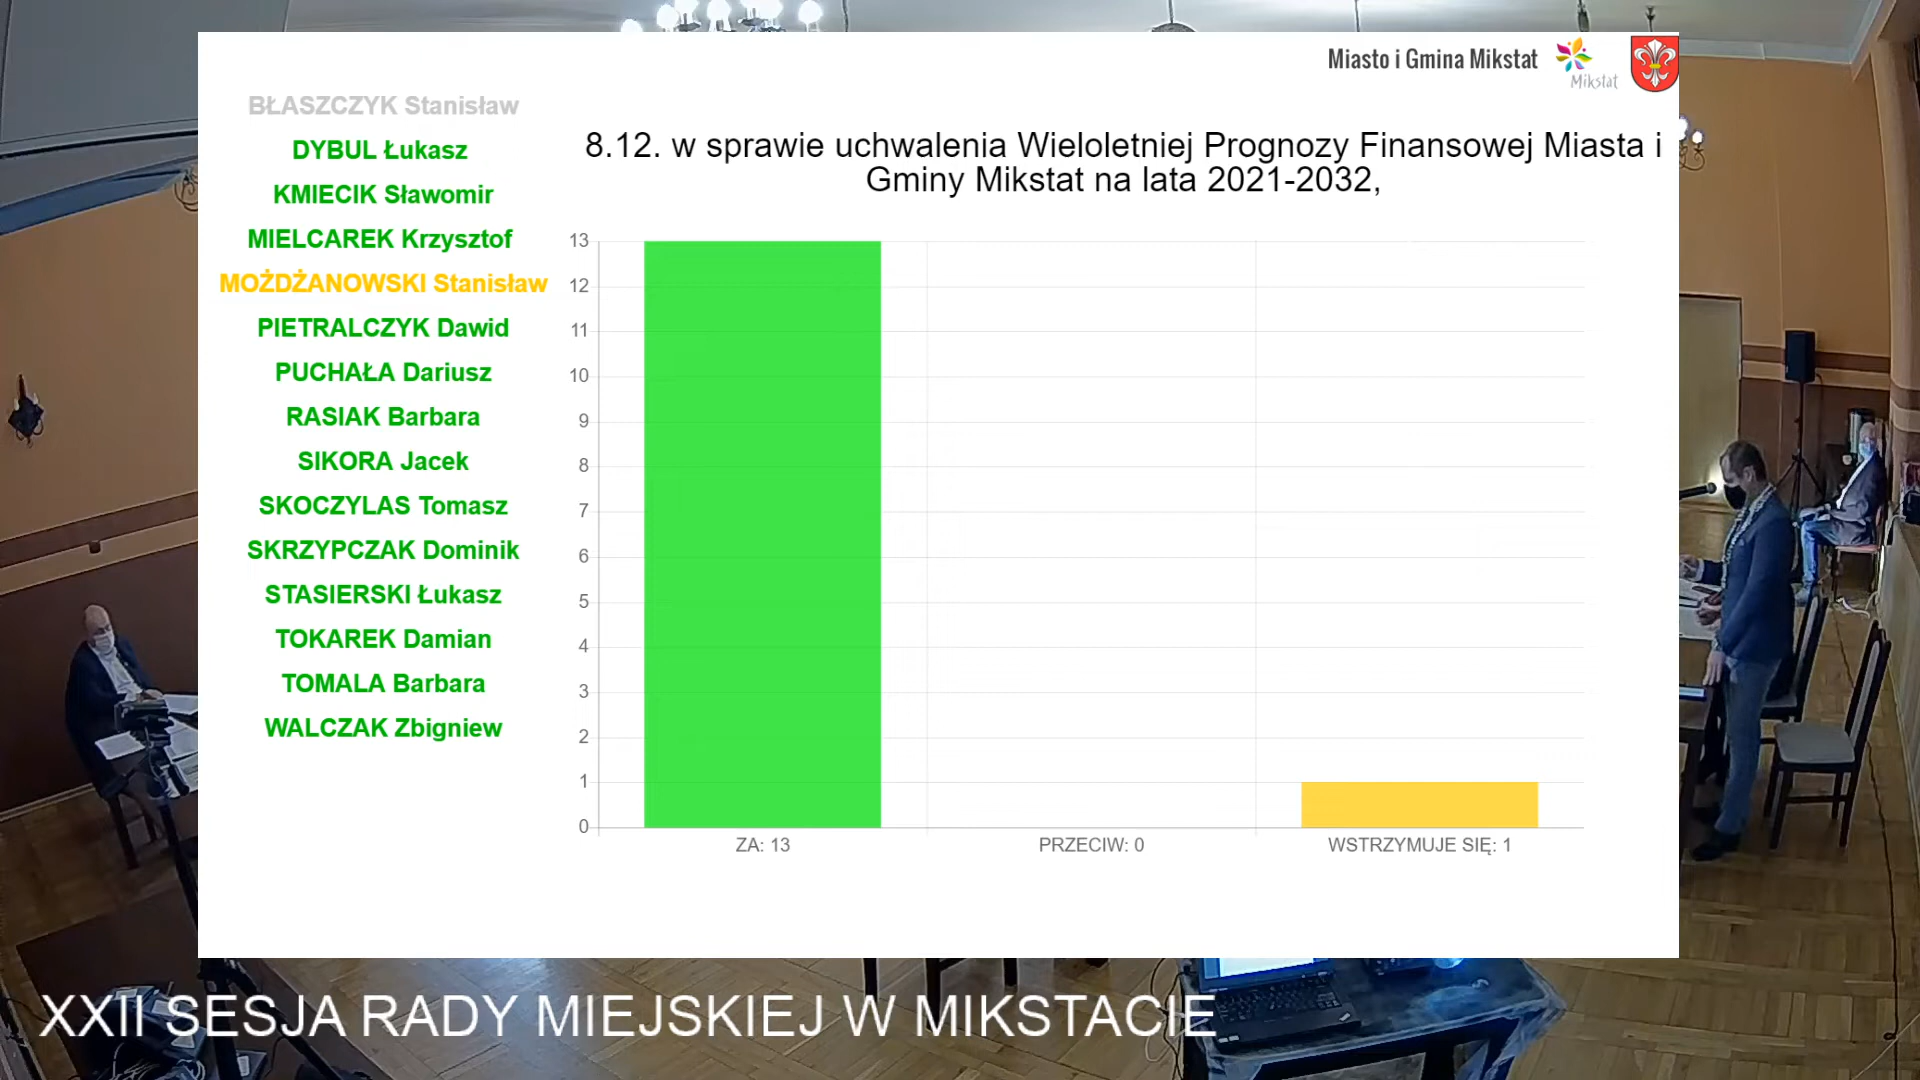 Miasto i Gmina Mikstat
Mikstat
BŁASZCZYK Stanisław
DYBUL Łukasz
KMIECIK Sławomir
MIELCAREK Krzysztof
MOŻDŻANOWSKI Stanisław
PIETRALCZYK Dawid
PUCHAŁA Dariusz
RASIAK Barbara
SIKORA Jacek
SKOCZYLAS Tomasz
SKRZYPCZAK Dominik
STASIERSKI Łukasz
TOKAREK Damian
TOMALA Barbara
WALCZAK Zbigniew
8.12. w sprawie uchwalenia Wieloletniej Prognozy Finansowej Miasta i
Gminy Mikstat na lata 2021-2032,
13
12
11
10
9
8
7
6
5
4
3
2
1
0
ZA: 13
PRZECIW: 0
WSTRZYMUJE SIĘ: 1
XXII SESJA RADY MIEJSKIEJ W MIKSTACIE